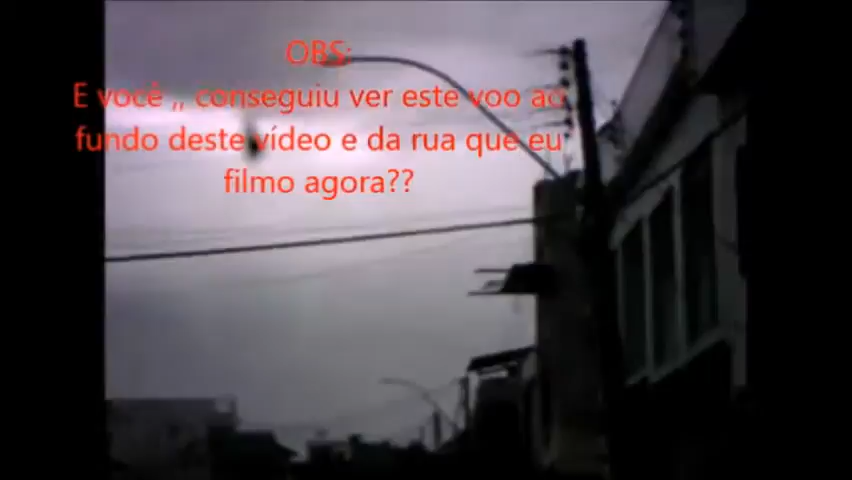 OBS:
E você ,, conseguiu ver este voo ao
fundo deste vídeo e da rua que eu
filmo agora??